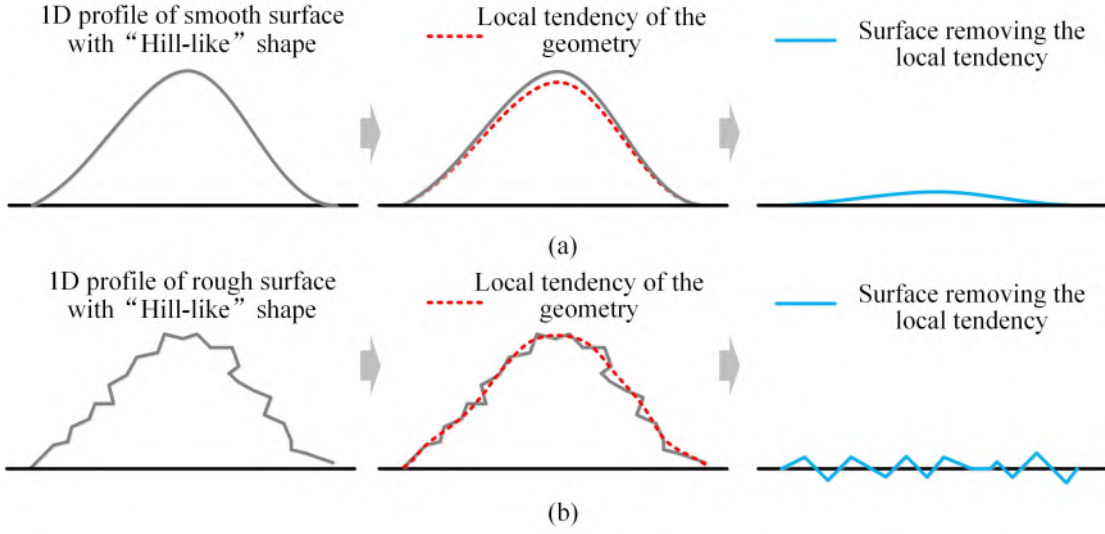 1D profile of smooth surface
with “Hill-like” shape
Local tendency of the
geometry
Surface removing the
local tendency
(a)
1D profile of rough surface
with “Hill-like” shape
Local tendency of the
geometry
Surface removing the
local tendency
(b)